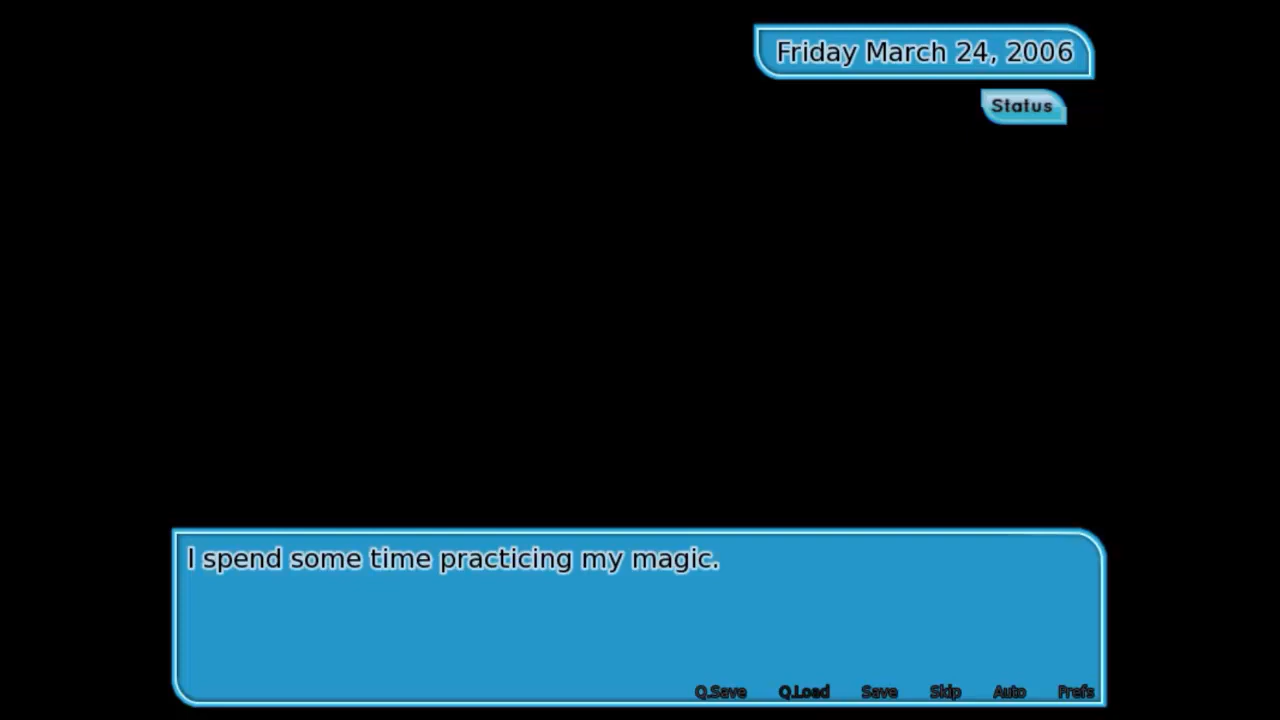 Friday March 24, 2006
Status
I spend some time practicing my magic.
Q.Save Q.Load Save Skip Auto Prefs